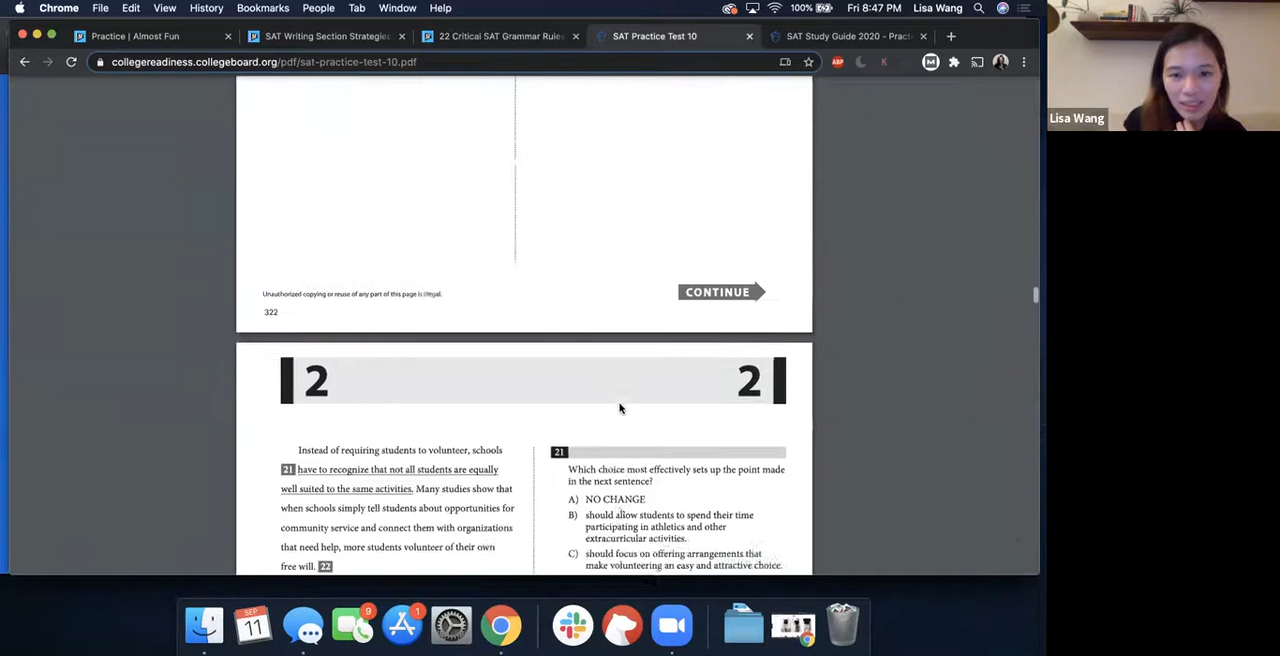 Chrome File Edit View History Bookmarks People Tab Window Help 100% Fri 8:47 PM Lisa Wang
Practice | Almost Fun
SAT Writing Section Strategies
22 Critical SAT Grammar Rules
SAT Practice Test 10
SAT Study Guide 2020 - Pract
collegereadiness.collegeboard.org/pdf/sat-practice-test-10.pdf
ABP
K
M
Lisa Wang
Unauthorized copying or reuse of any part of this page is illegal.
CONTINUE
322
2
2
Instead of requiring students to volunteer, schools
21 have to recognize that not all students are equally
well suited to the same activities. Many studies show that
when schools simply tell students about opportunities for
community service and connect them with organizations
that need help, more students volunteer of their own
free will. 22
21
Which choice most effectively sets up the point made
in the next sentence?
A) NO CHANGE
B) should allow students to spend their time
participating in athletics and other
extracurricular activities.
C) should focus on offering arrangements that
make volunteering an easy and attractive choice.
SEP
11
9
1